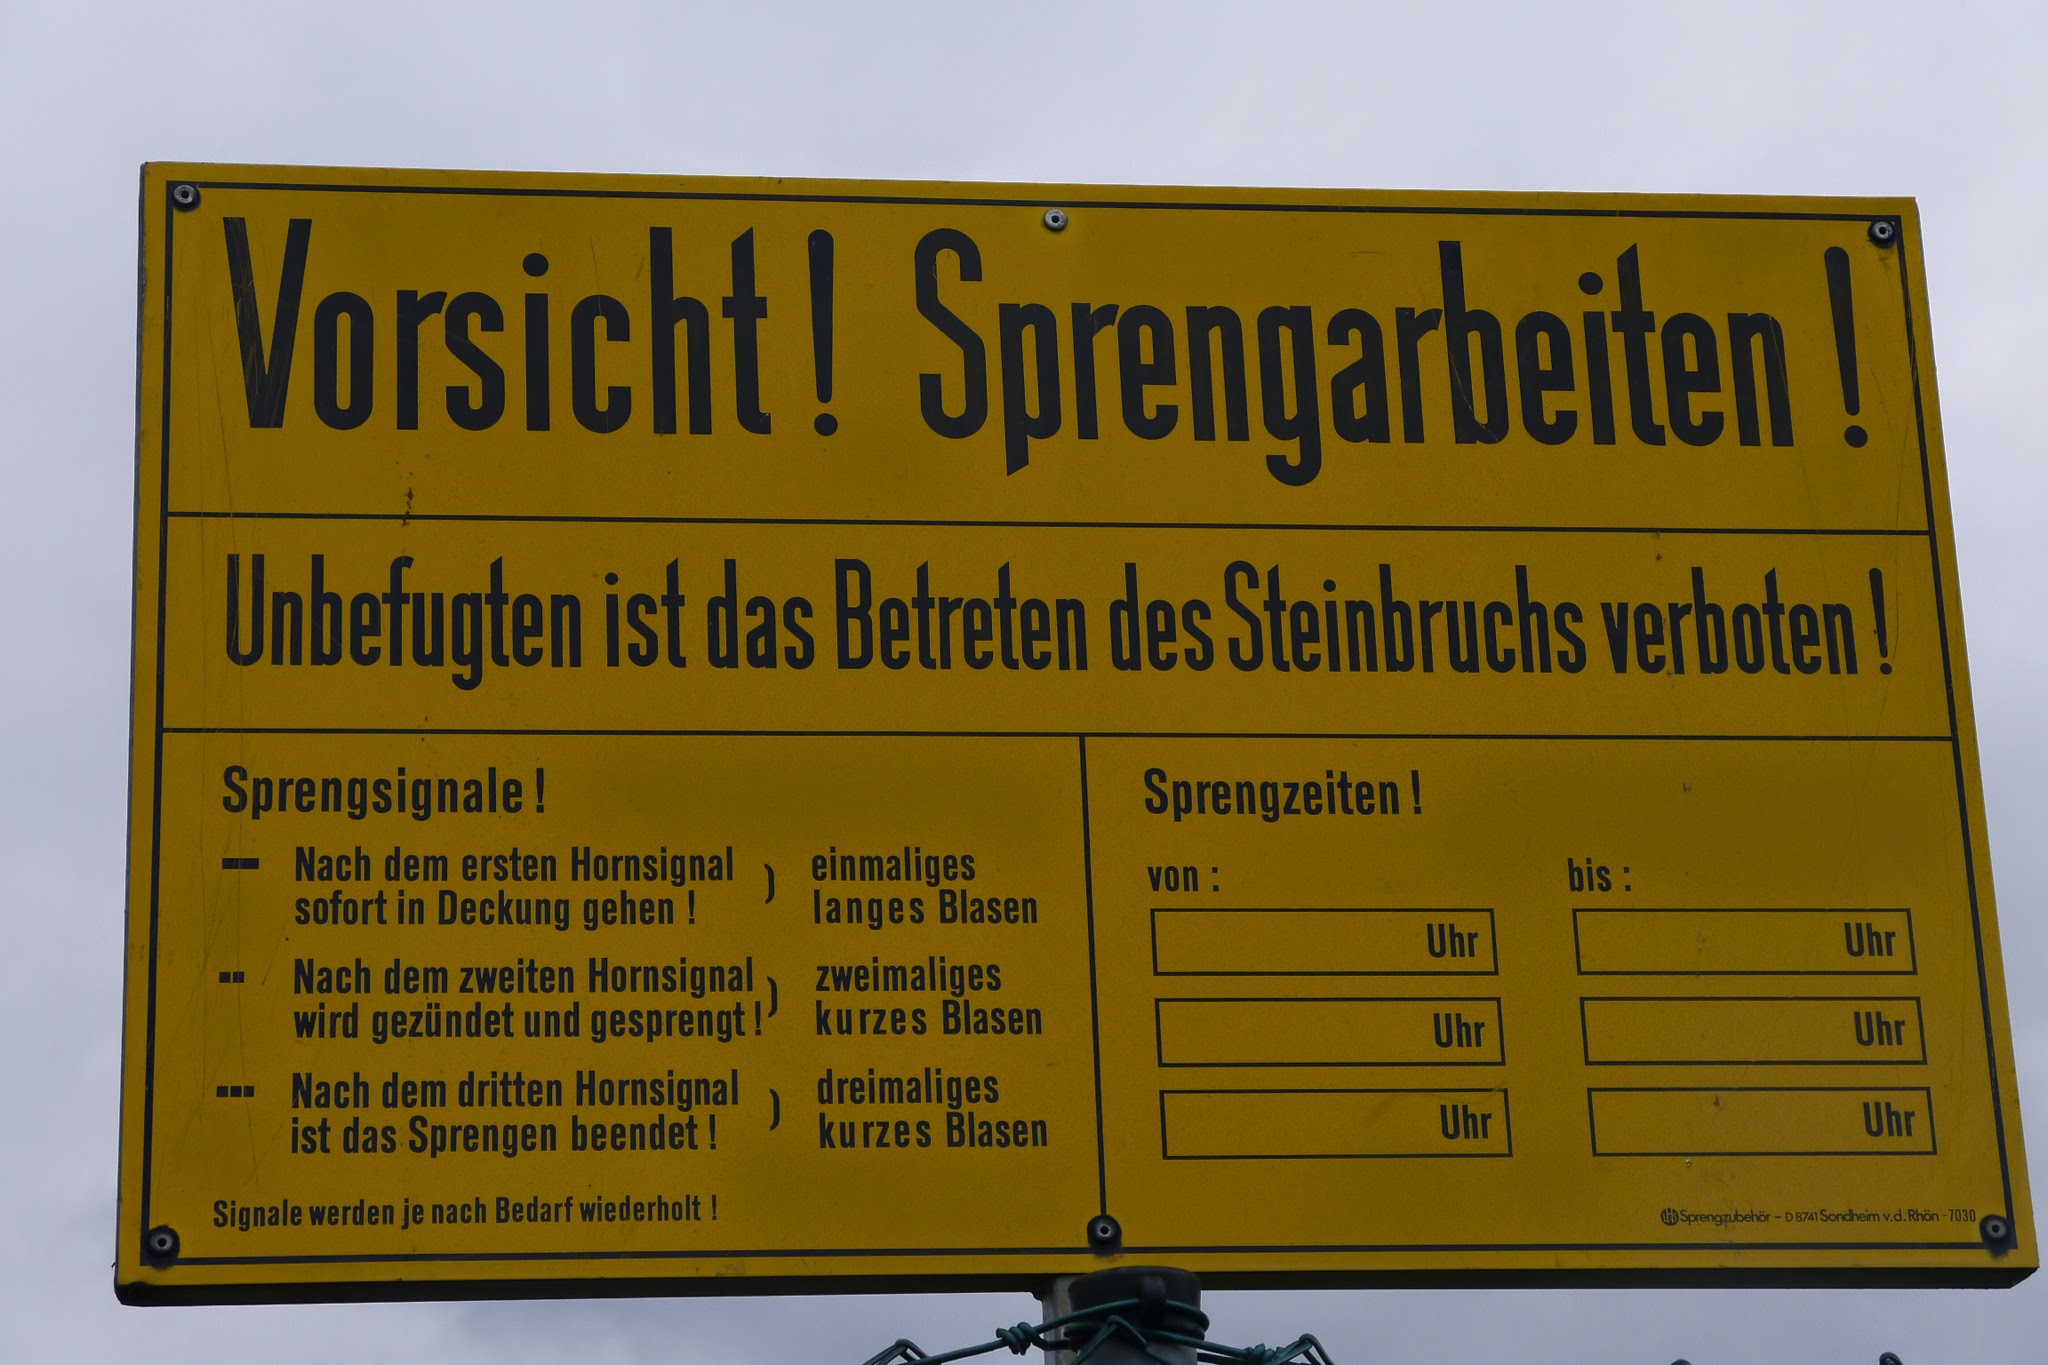 Vorsicht! Sprengarbeiten!
Unbefugten ist das Betreten des Steinbruchs verboten!
Sprengsignale!
Nach dem ersten Hornsignal ) einmaliges
sofort in Deckung gehen! langes Blasen
Nach dem zweiten Hornsignal ) zweimaliges
wird gezündet und gesprengt! kurzes Blasen
Nach dem dritten Hornsignal ) dreimaliges
ist das Sprengen beendet! kurzes Blasen
Signale werden je nach Bedarf wiederholt!
Sprengzeiten!
von: bis:
Uhr Uhr
Uhr Uhr
Uhr Uhr
Sprengzubehör - D 8741 Sondheim v.d. Rhön - 7030